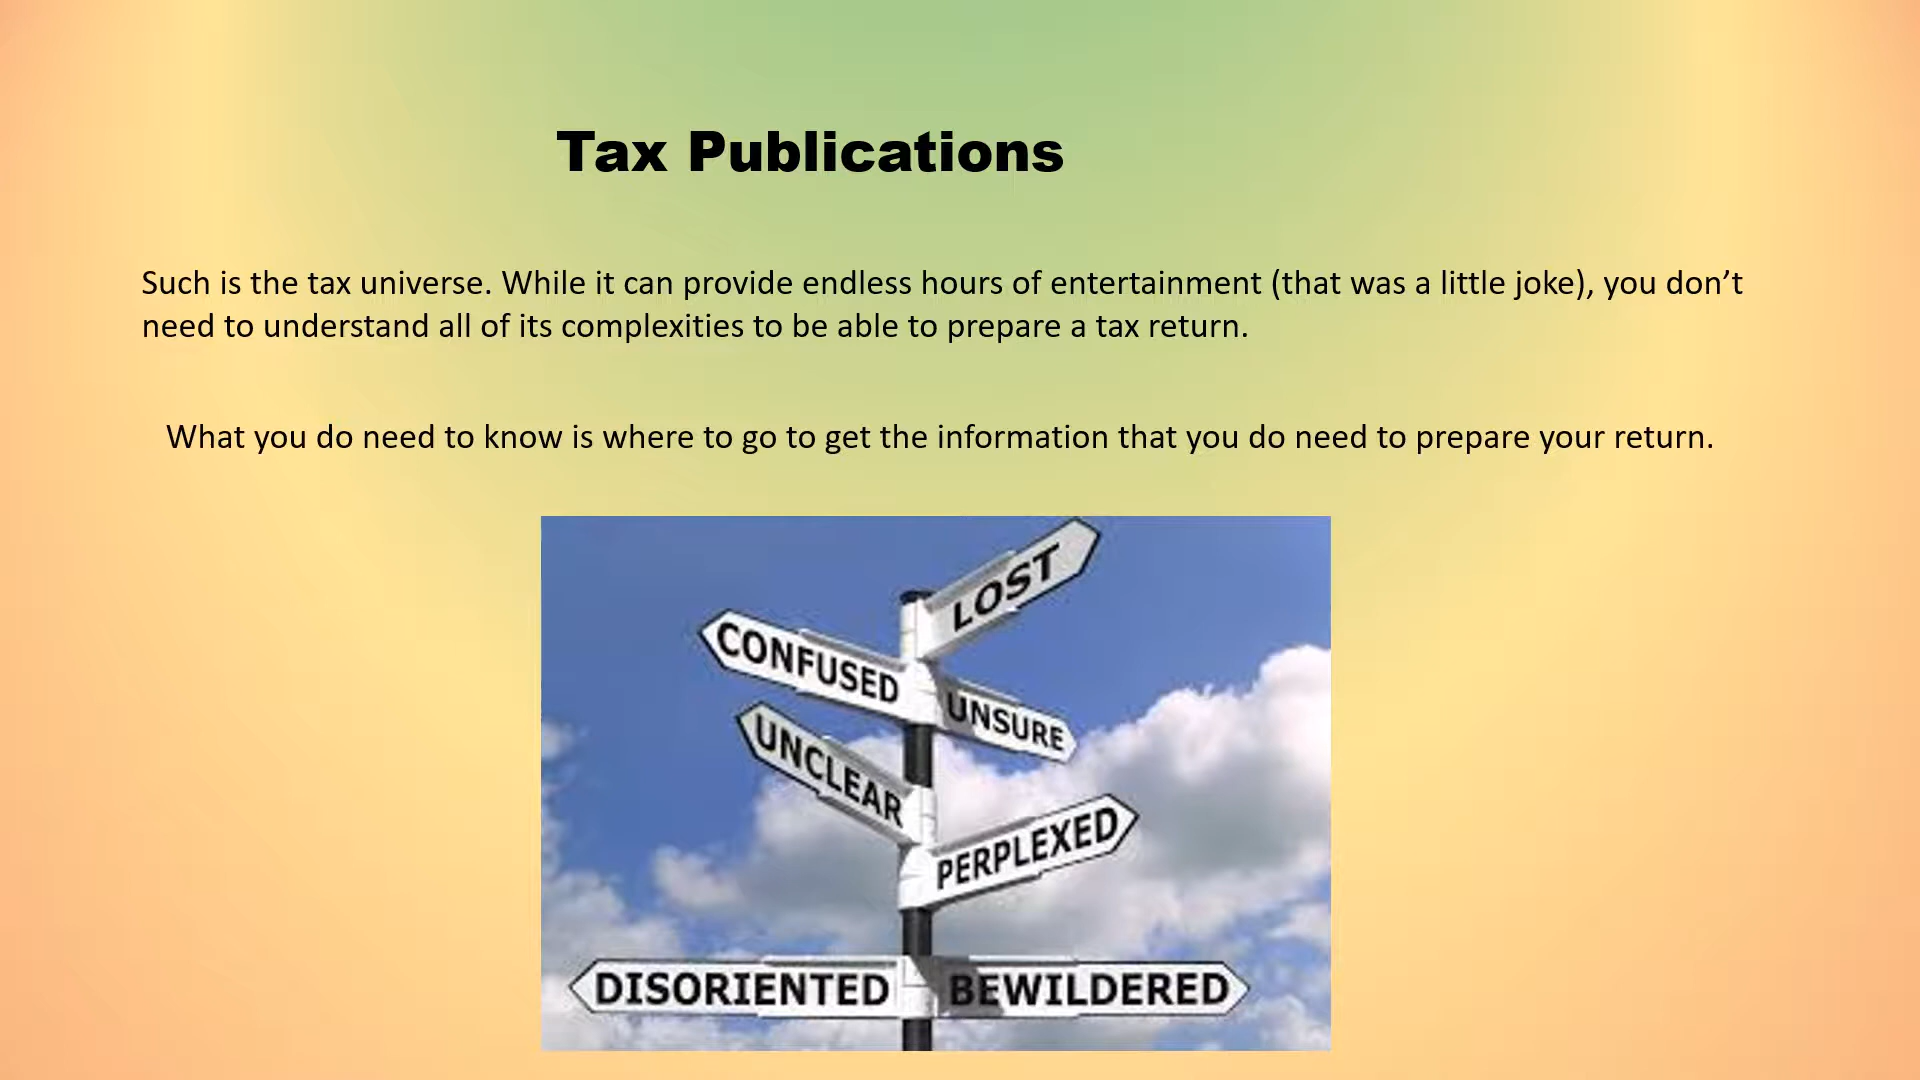 Tax Publications
Such is the tax universe. While it can provide endless hours of entertainment (that was a little joke), you don’t
need to understand all of its complexities to be able to prepare a tax return.
What you do need to know is where to go to get the information that you do need to prepare your return.
LOST
CONFUSED
UNSURE
UNCLEAR
PERPLEXED
DISORIENTED
BEWILDERED